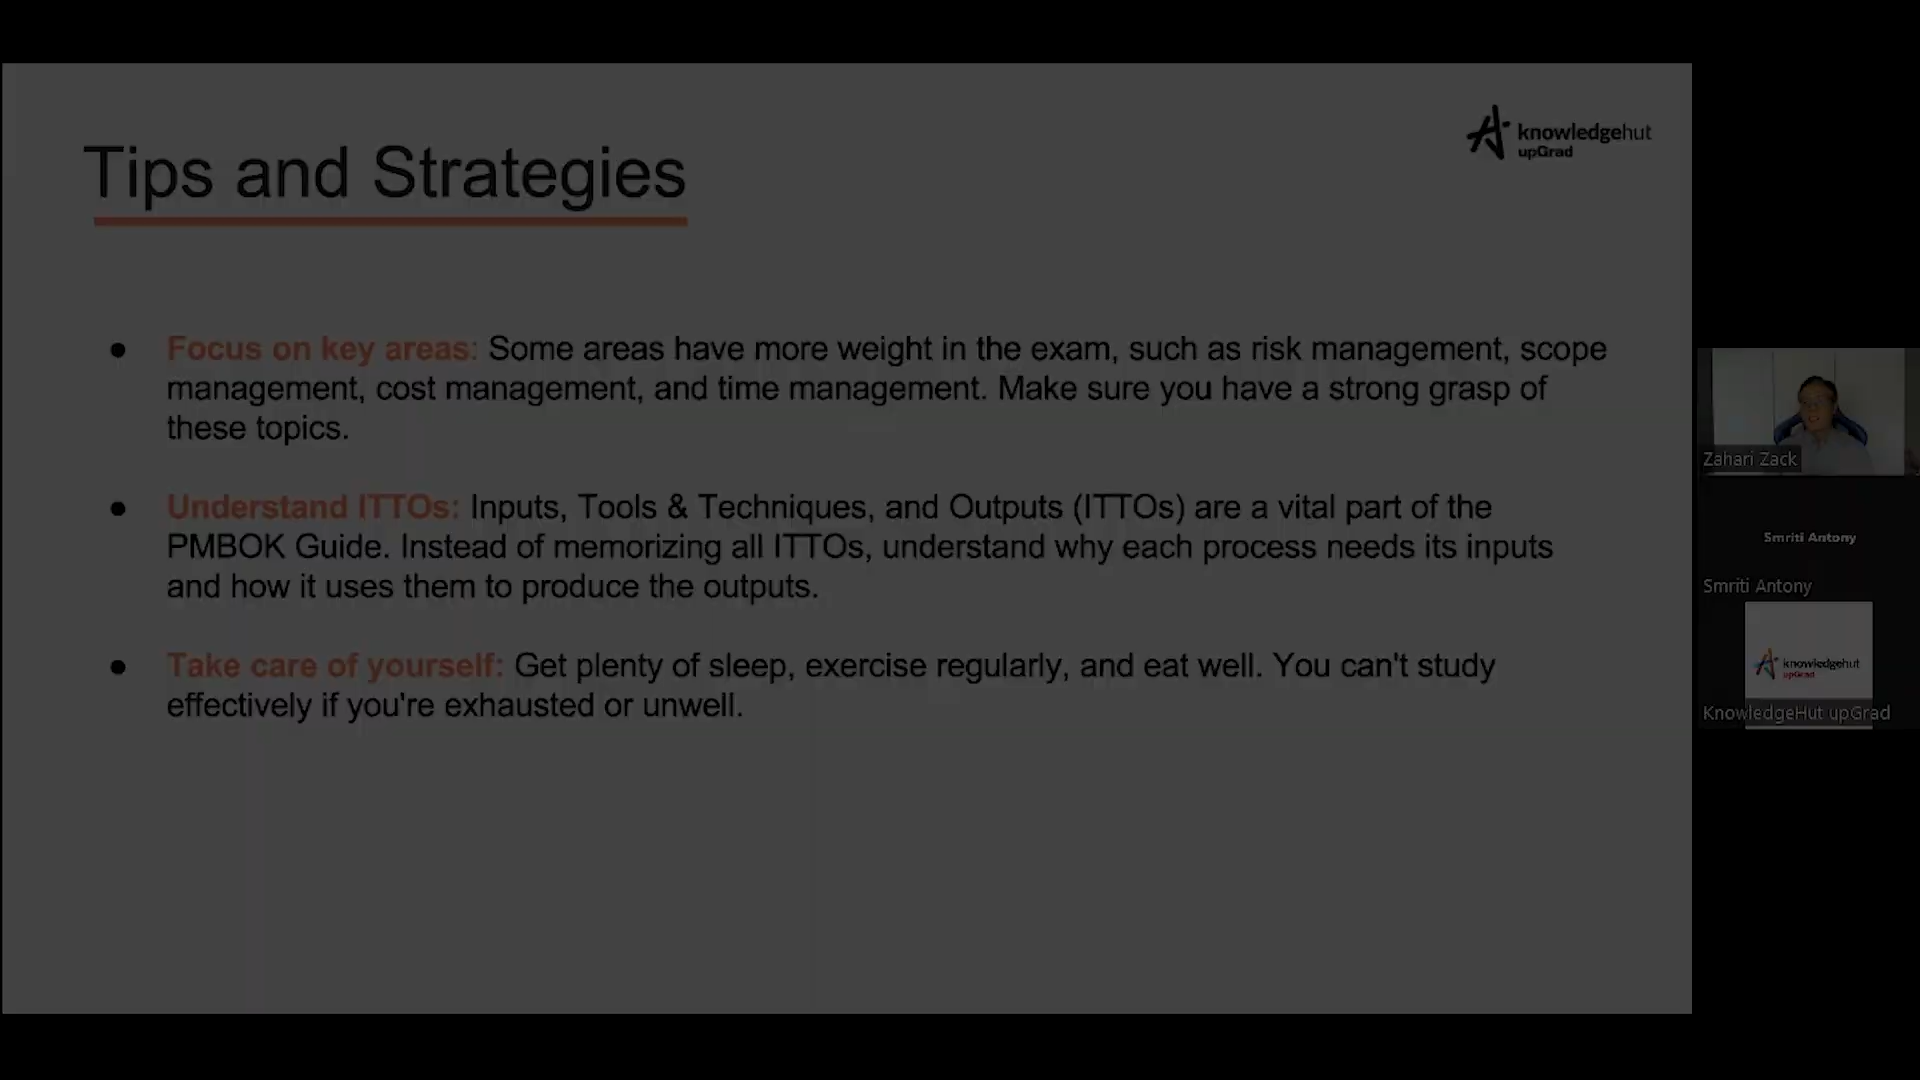 knowledgehut
upGrad
Tips and Strategies
● Focus on key areas: Some areas have more weight in the exam, such as risk management, scope
management, cost management, and time management. Make sure you have a strong grasp of
these topics.
● Understand ITTOs: Inputs, Tools & Techniques, and Outputs (ITTOs) are a vital part of the
PMBOK Guide. Instead of memorizing all ITTOs, understand why each process needs its inputs
and how it uses them to produce the outputs.
● Take care of yourself: Get plenty of sleep, exercise regularly, and eat well. You can't study
effectively if you're exhausted or unwell.
Zahari Zack
Smriti Antony
Smriti Antony
knowledgehut
upGrad
KnowledgeHut upGrad